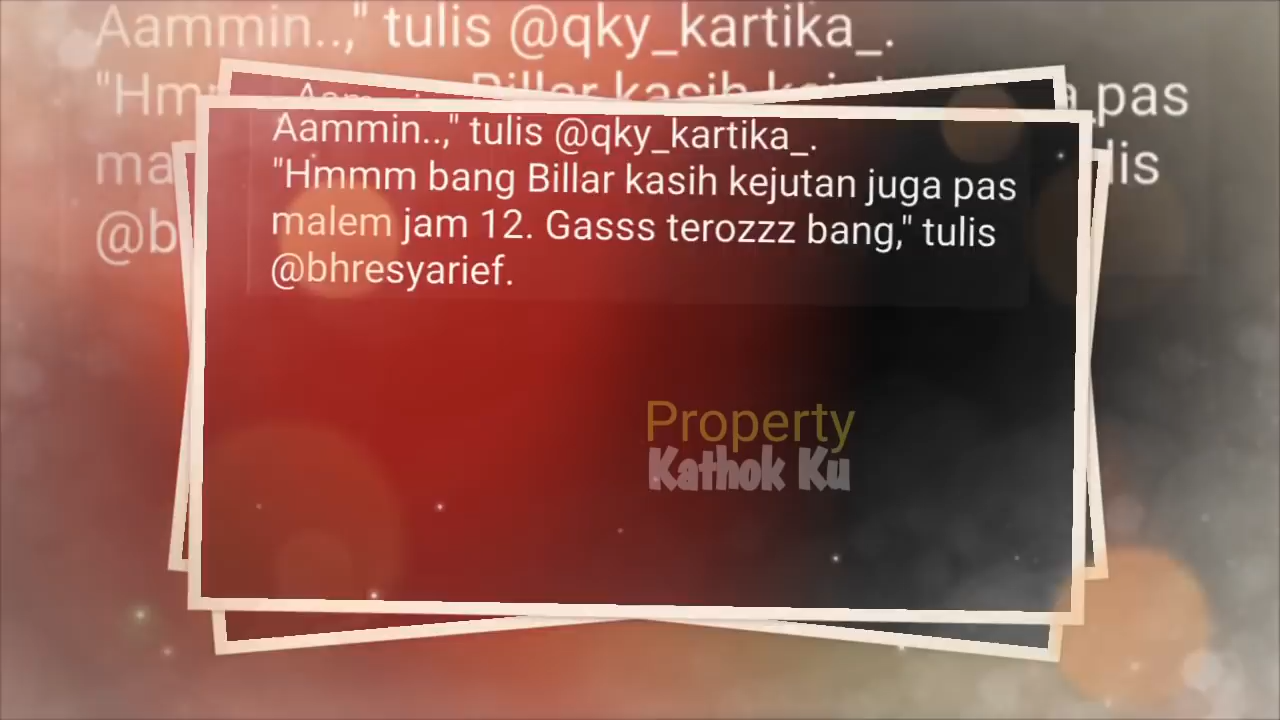 Aammin..," tulis @qky_kartika_.
"Hmmm bang Billar kasih kejutan juga pas
malem jam 12. Gasss terozzz bang," tulis
@bhresyarief.
Property
Kathok Ku